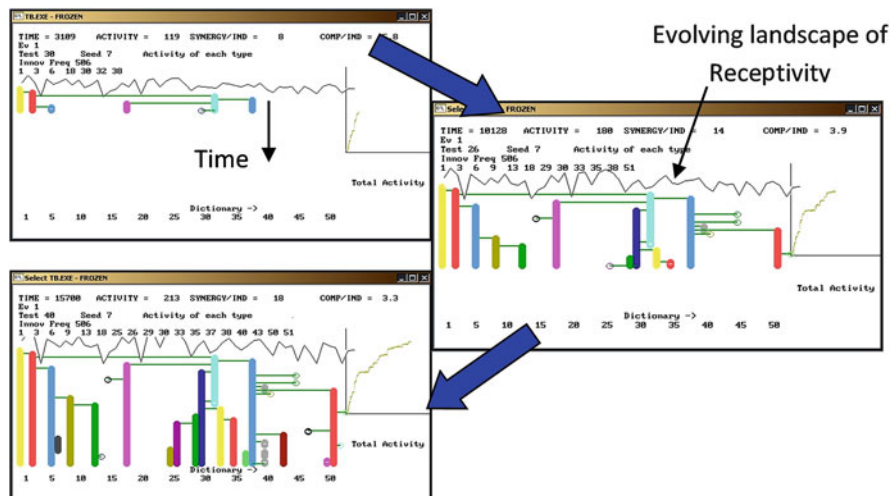 TB.EXE - FROZEN
TIME = 3109 ACTIVITY = 119 SYNERGY/IND = 8 COMP/IND 5.8
Ev 1
Test 30 Seed 7 Activity of each type
Innov Freq 506
1 3 6 18 30 32 38
Time
Total Activity
Dictionary ->
1 5 10 15 20 25 30 35 40 45 50
Evolving landscape of
Receptivity
Select FROZEN
TIME = 10128 ACTIVITY = 180 SYNERGY/IND = 14 COMP/IND = 3.9
Ev 1
Test 26 Seed 7 Activity of each type
Innov Freq 506
1 3 6 9 13 18 29 30 33 35 38 51
Total Activity
Dictionary ->
1 5 10 15 20 25 30 35 40 45 50
Select TB.EXE - FROZEN
TIME = 15700 ACTIVITY = 213 SYNERGY/IND = 18 COMP/IND = 3.3
Ev 1
Test 40 Seed 7 Activity of each type
Innov Freq 506
1 3 6 9 13 18 25 26 29 30 33 35 37 38 40 43 50 51
Total Activity
Dictionary ->
1 5 10 15 20 25 30 35 40 45 50